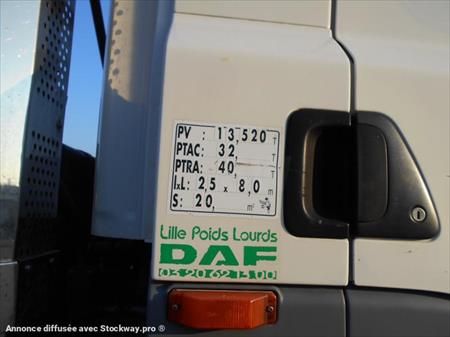 PV : 13,520 T
PTAC: 32, T
PTRA: 40, T
lxL: 2,5 x 8,0 m
S: 20, m²
Lille Poids Lourds
DAF
03 20 62 13 00
Annonce diffusée avec Stockway.pro ®